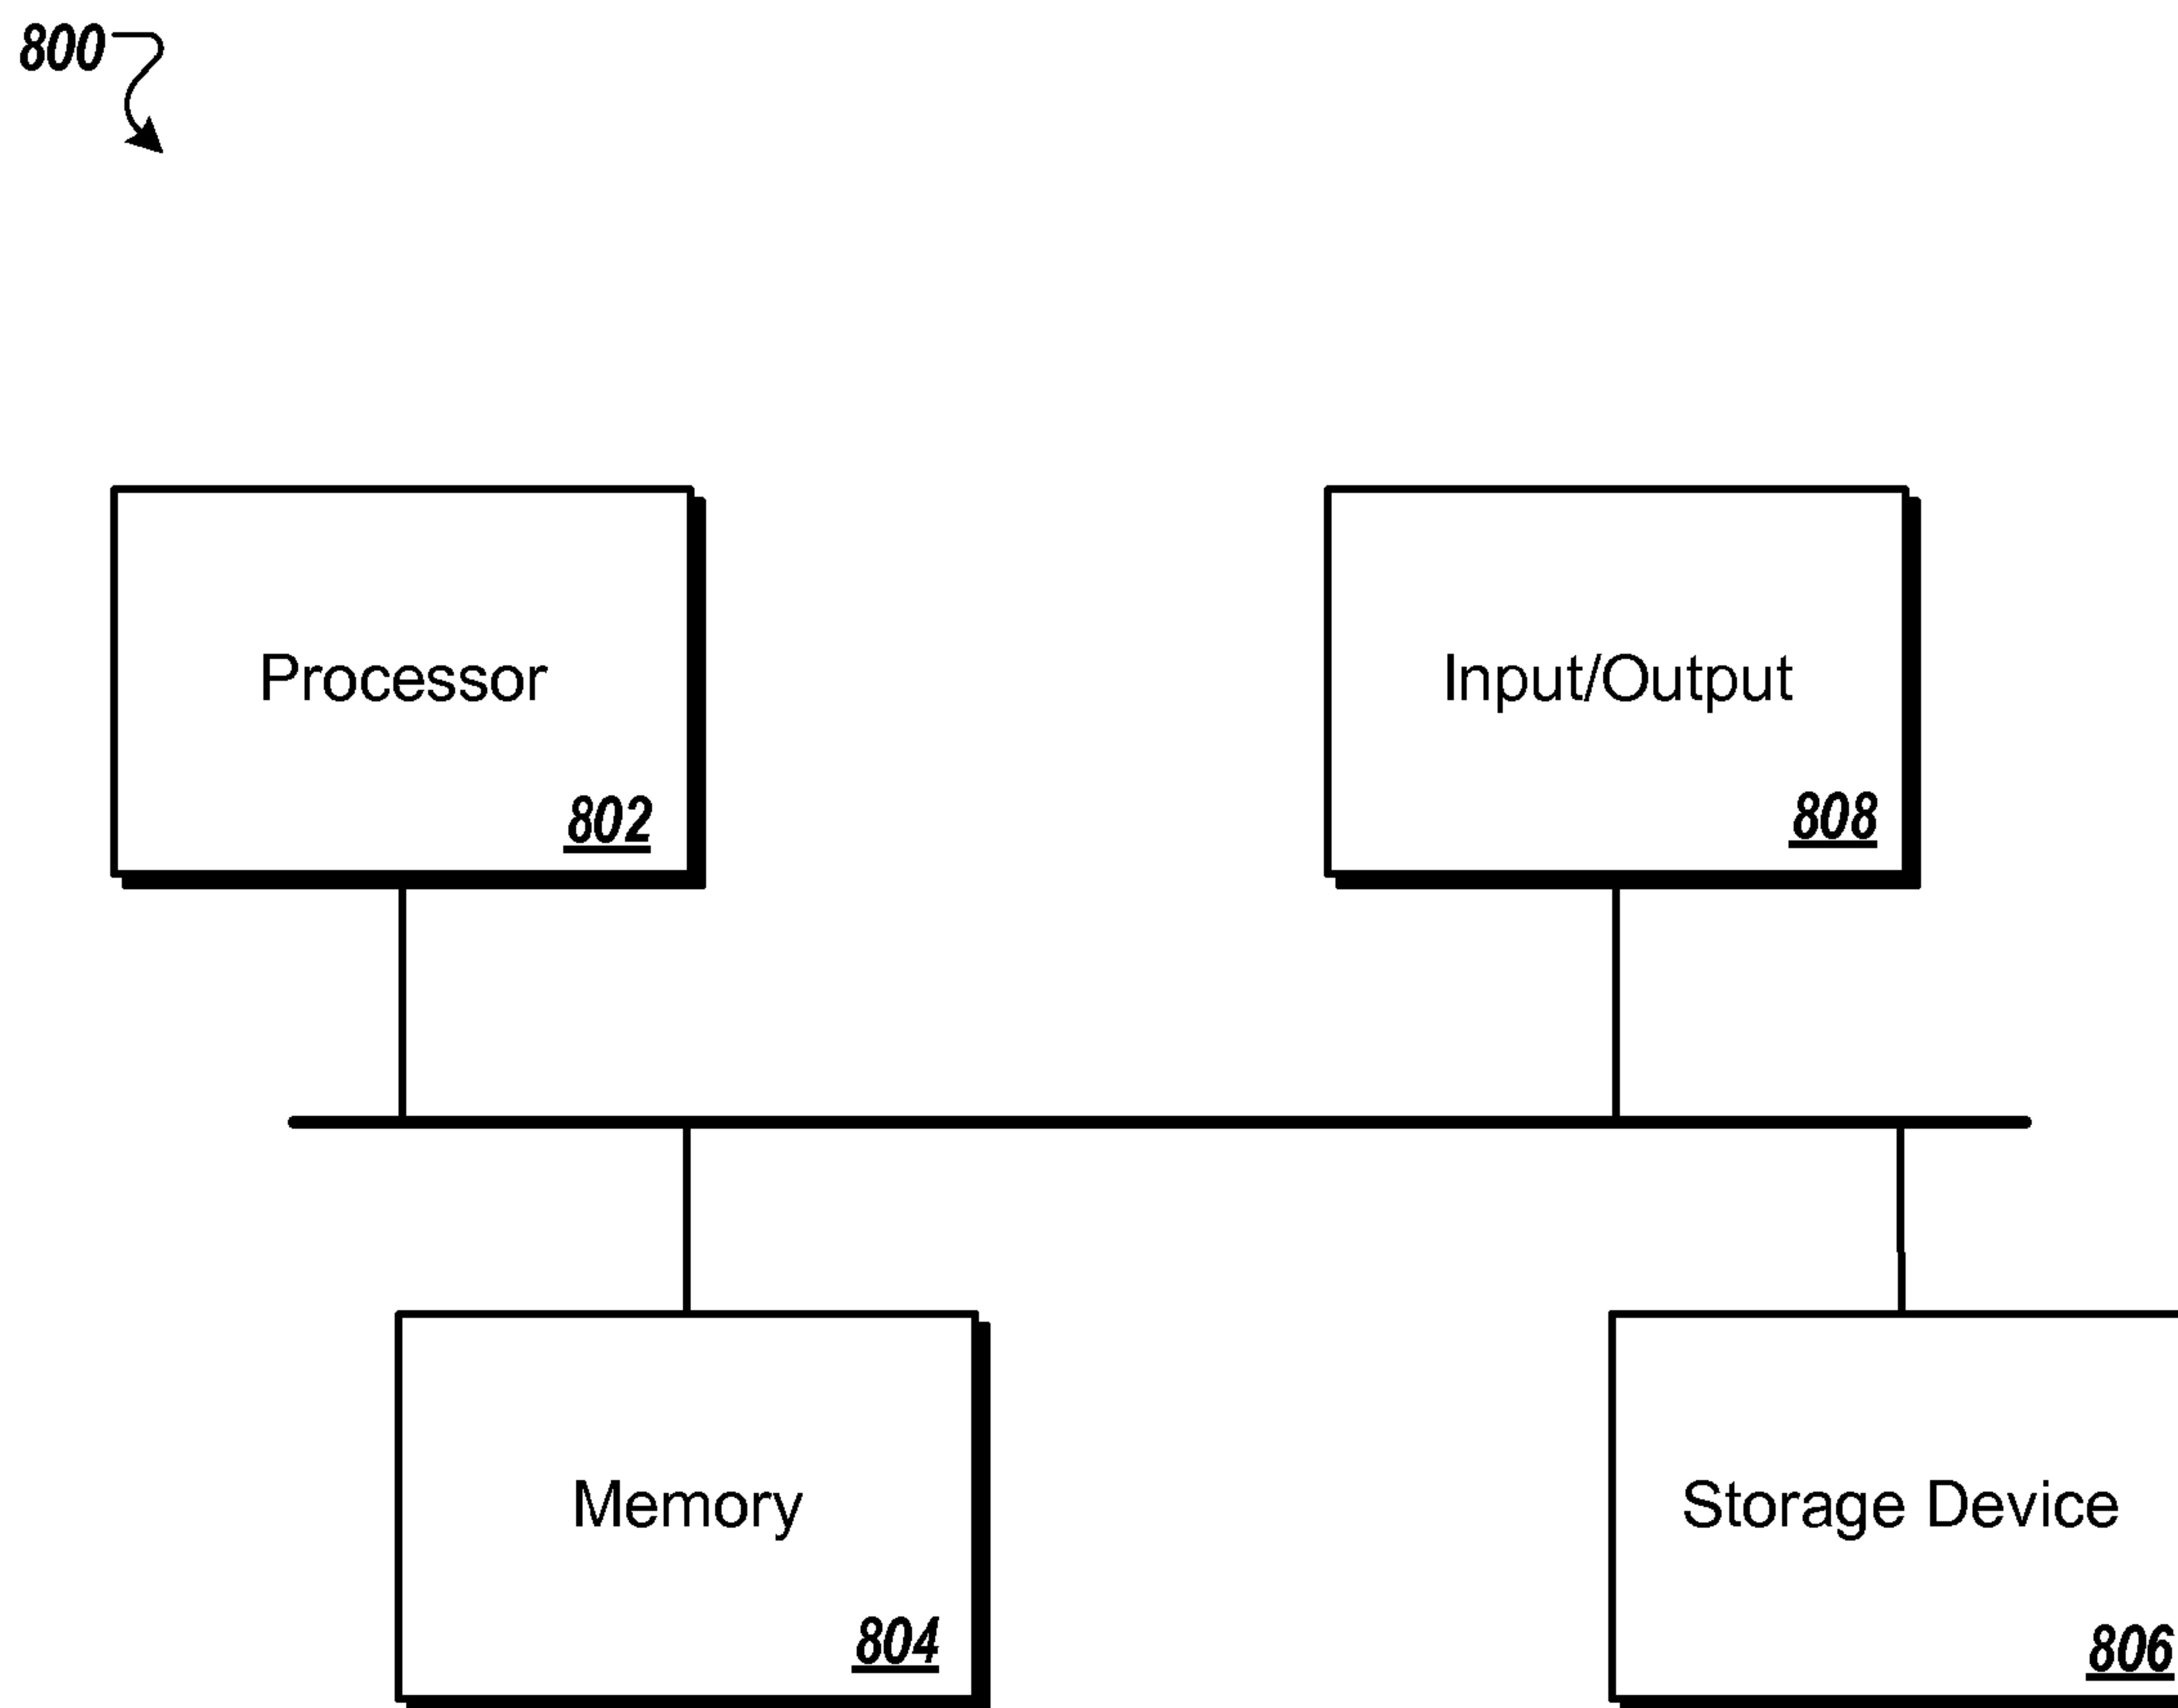 800
Processor
802
Input/Output
808
Memory
804
Storage Device
806